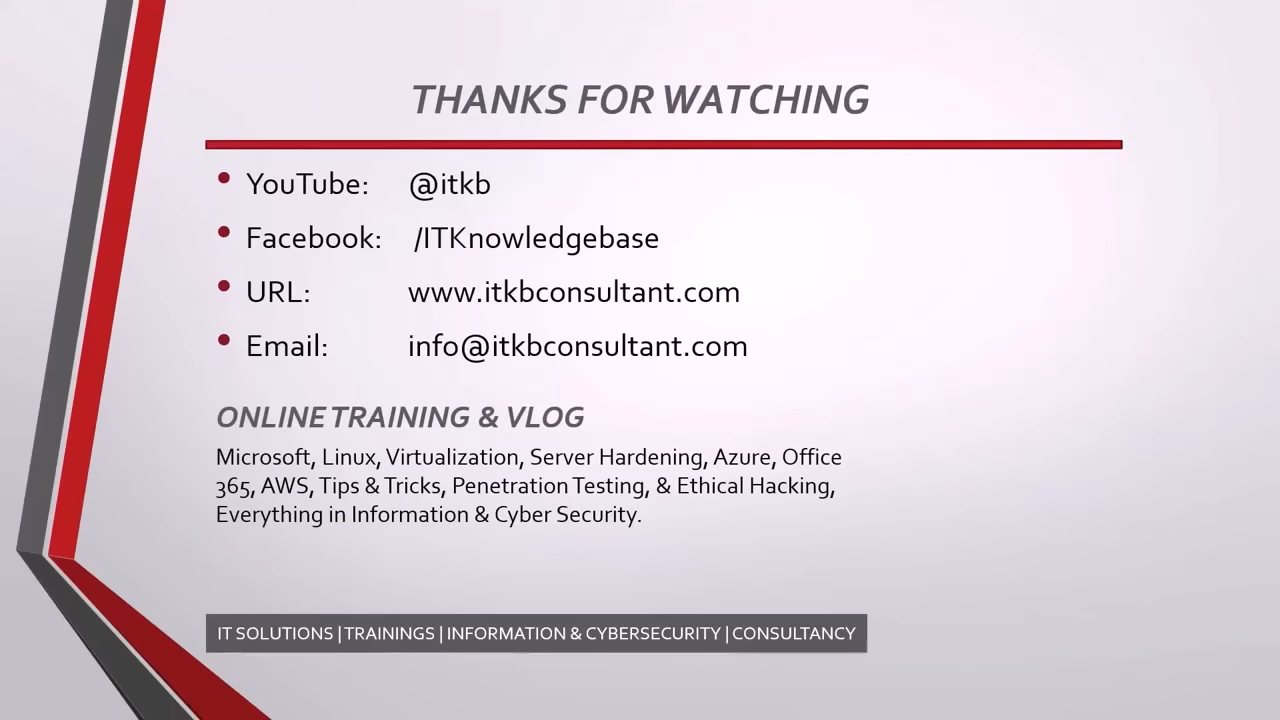 THANKS FOR WATCHING
• YouTube: @itkb
• Facebook: /ITKnowledgebase
• URL: www.itkbconsultant.com
• Email: info@itkbconsultant.com
ONLINE TRAINING & VLOG
Microsoft, Linux, Virtualization, Server Hardening, Azure, Office
365, AWS, Tips & Tricks, Penetration Testing, & Ethical Hacking,
Everything in Information & Cyber Security.
IT SOLUTIONS | TRAININGS | INFORMATION & CYBERSECURITY | CONSULTANCY